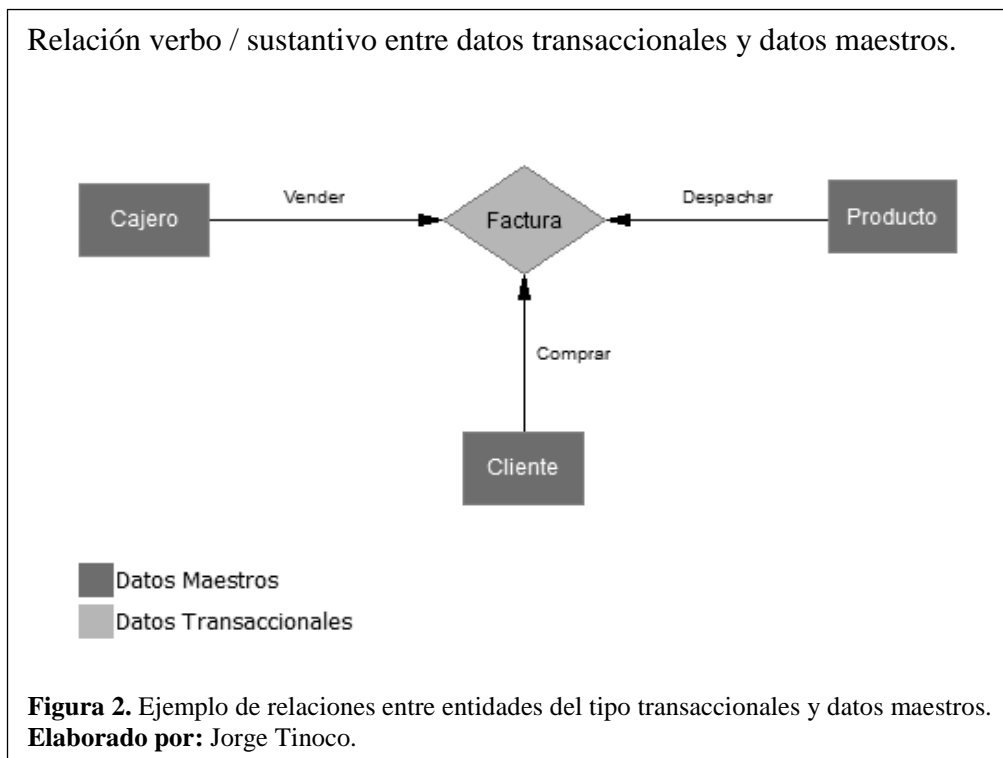 Relación verbo / sustantivo entre datos transaccionales y datos maestros.
Vender
Despachar
Cajero
Factura
Producto
Comprar
Cliente
Datos Maestros
Datos Transaccionales
Figura 2. Ejemplo de relaciones entre entidades del tipo transaccionales y datos maestros.
Elaborado por: Jorge Tinoco.